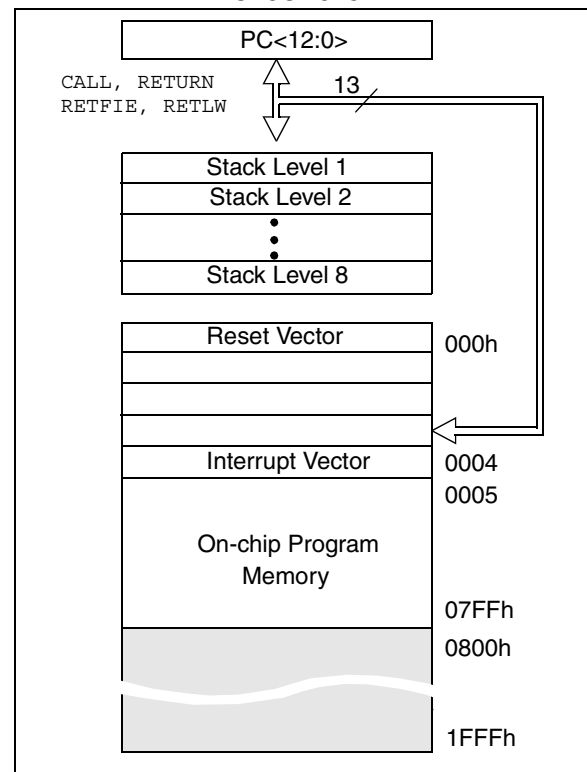 PC<12:0>
CALL, RETURN
RETFIE, RETLW
13
Stack Level 1
Stack Level 2
Stack Level 8
Reset Vector
000h
Interrupt Vector
0004
0005
On-chip Program
Memory
07FFh
0800h
1FFFh